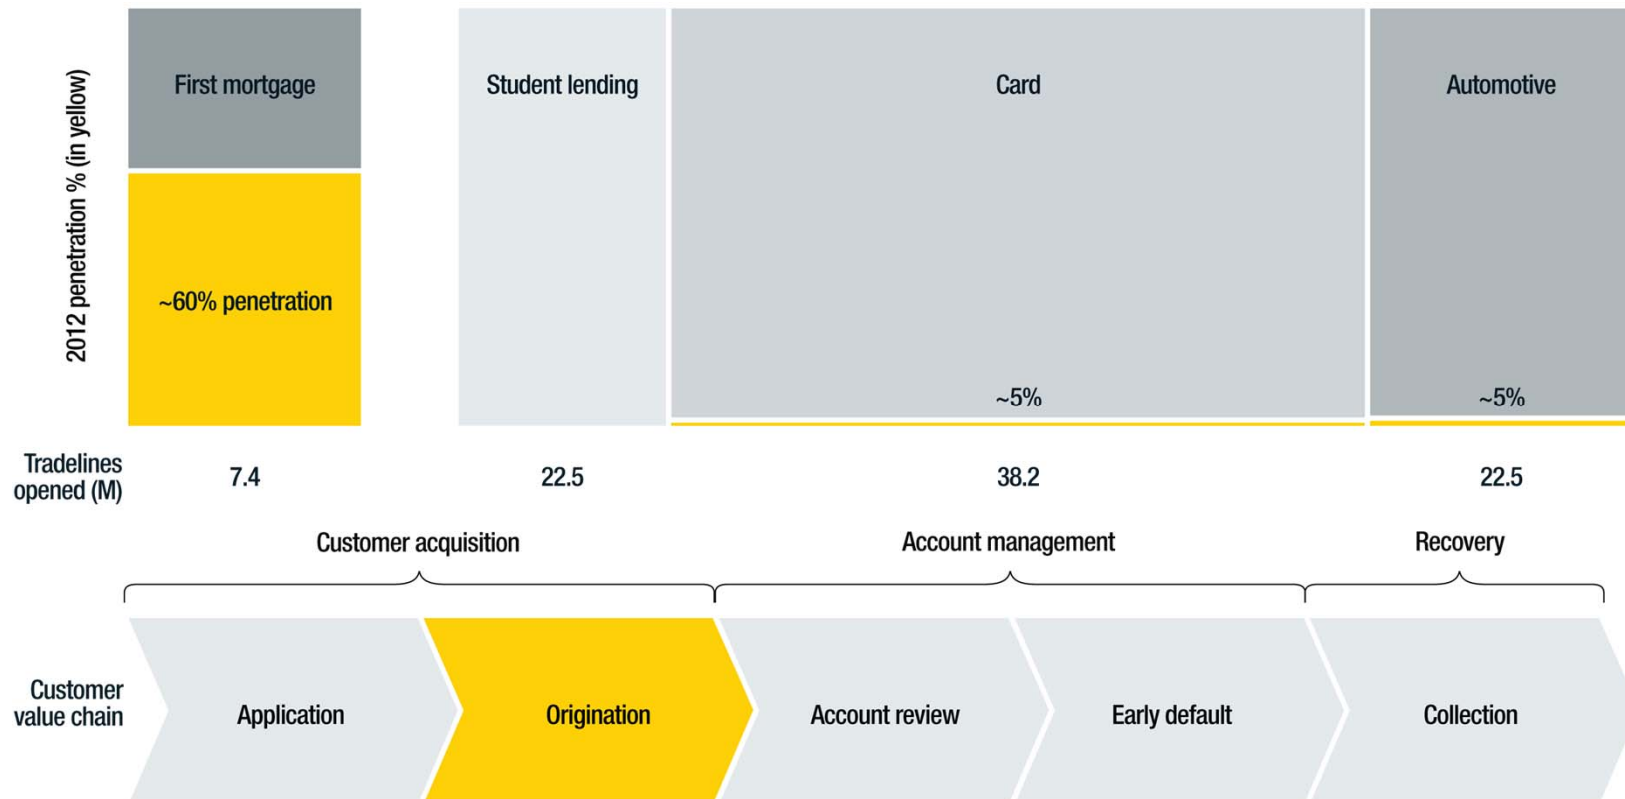 2012 penetration % (in yellow)
First mortgage
Student lending
Card
Automotive
~60% penetration
~5%
~5%
Tradelines
opened (M)
7.4
22.5
38.2
22.5
Customer acquisition
Account management
Recovery
Customer
value chain
Application
Origination
Account review
Early default
Collection